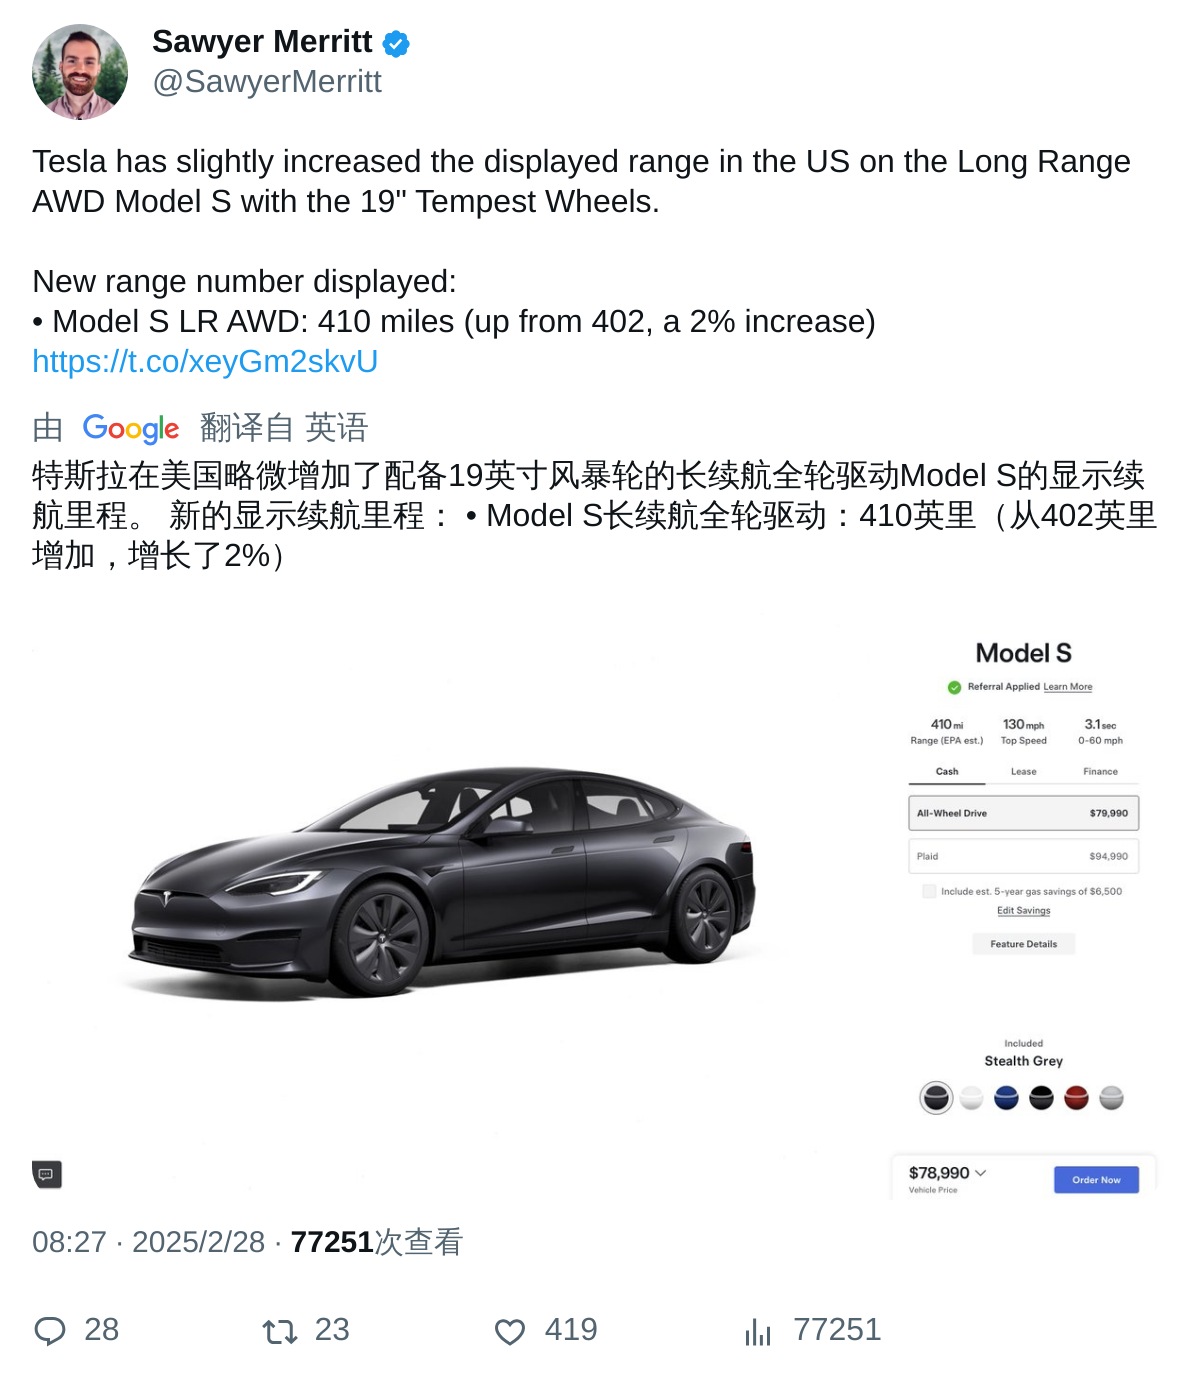 Sawyer Merritt
@SawyerMerritt
Tesla has slightly increased the displayed range in the US on the Long Range
AWD Model S with the 19" Tempest Wheels.
New range number displayed:
• Model S LR AWD: 410 miles (up from 402, a 2% increase)
https://t.co/xeyGm2skvU
由 Google 翻译自 英语
特斯拉在美国略微增加了配备19英寸风暴轮的长续航全轮驱动Model S的显示续
航里程。 新的显示续航里程： • Model S长续航全轮驱动：410英里（从402英里
增加，增长了2%）
Model S
Referral Applied Learn More
410 mi 130 mph 3.1 sec
Range (EPA est.) Top Speed 0-60 mph
Cash Lease Finance
All-Wheel Drive $79,990
Plaid $94,990
Include est. 5-year gas savings of $6,500
Edit Savings
Feature Details
Included
Stealth Grey
$78,990
Vehicle Price
Order Now
08:27 · 2025/2/28 · 77251次查看
28 23 419 77251